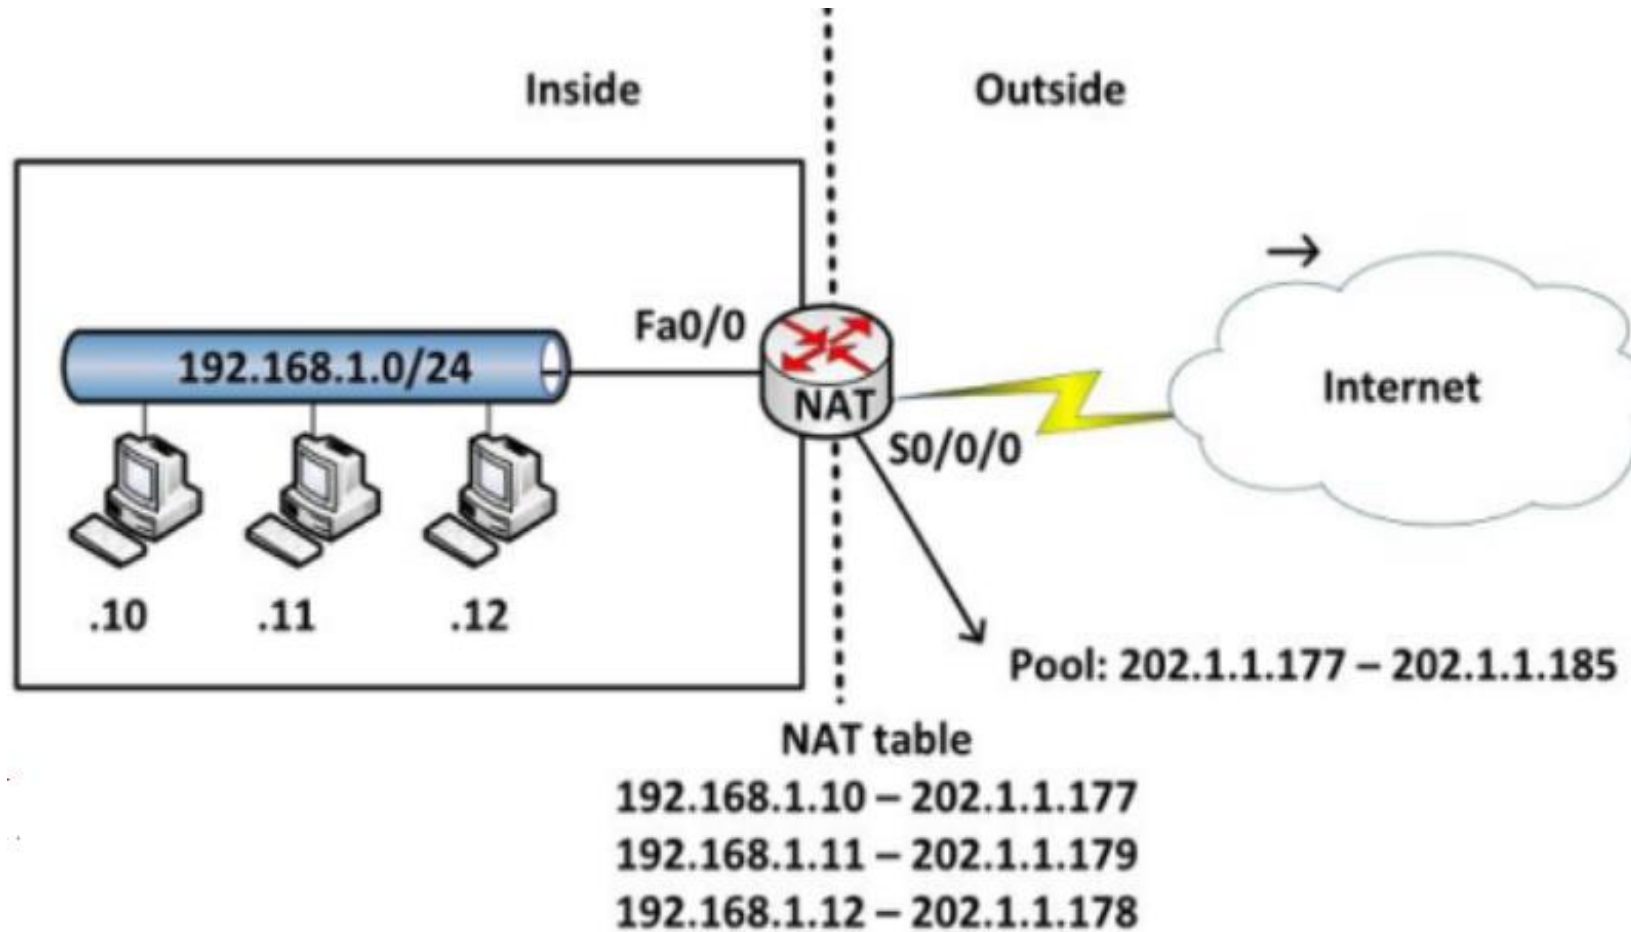 Inside
Outside
Fa0/0
192.168.1.0/24
NAT
Internet
S0/0/0
.10
.11
.12
Pool: 202.1.1.177 – 202.1.1.185
NAT table
192.168.1.10 – 202.1.1.177
192.168.1.11 – 202.1.1.179
192.168.1.12 – 202.1.1.178